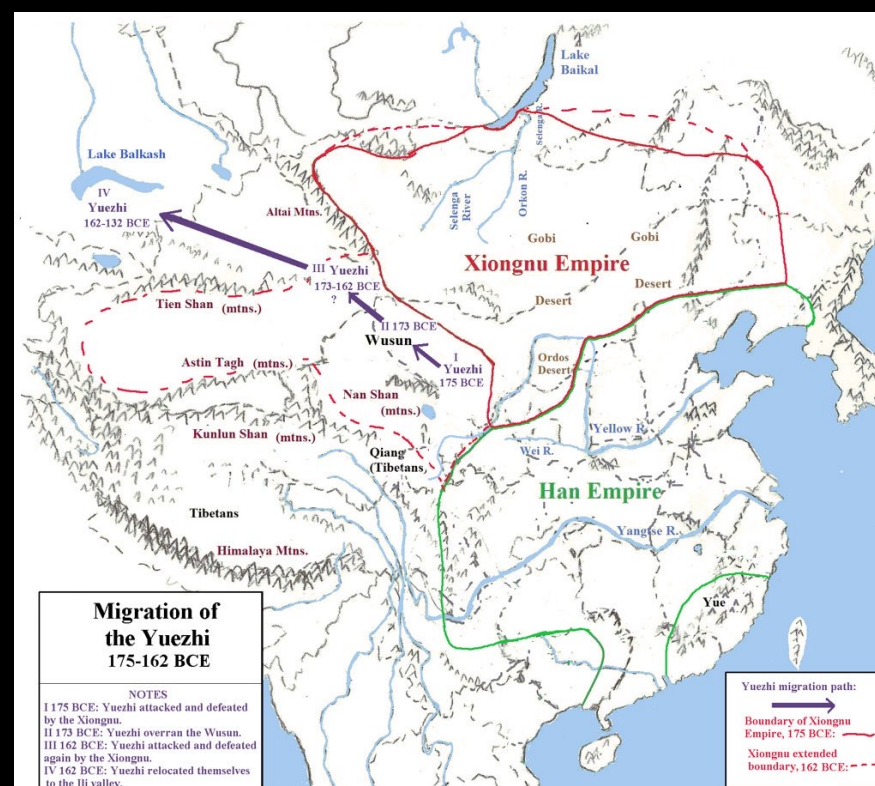 Lake
Baikal
Selenga R.
Lake Balkash
IV
Yuezhi
162-132 BCE
Altai Mtns.
Selenga
River
Orkon R.
Gobi
Gobi
Xiongnu Empire
III Yuezhi
173-162 BCE
?
Desert
Desert
Tien Shan (mtns.)
II 173 BCE
Wusun
I
Yuezhi
175 BCE
Ordos
Desert
Astin Tagh (mtns.)
Nan Shan
(mtns.)
Kunlun Shan (mtns.)
Yellow R.
Wei R.
Qiang
(Tibetans)
Han Empire
Tibetans
Yangtse R.
Himalaya Mtns.
Yue
Migration of
the Yuezhi
175-162 BCE
NOTES
I 175 BCE: Yuezhi attacked and defeated
by the Xiongnu.
II 173 BCE: Yuezhi overran the Wusun.
III 162 BCE: Yuezhi attacked and defeated
again by the Xiongnu.
IV 162 BCE: Yuezhi relocated themselves
to the Ili valley.
Yuezhi migration path:
Boundary of Xiongnu
Empire, 175 BCE:
Xiongnu extended
boundary, 162 BCE: